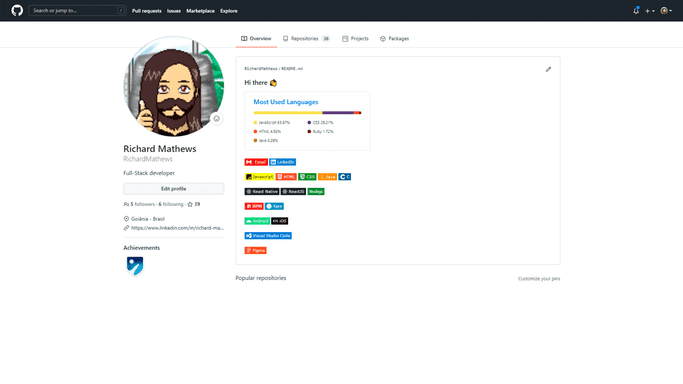 Search or jump to... /
Pull requests Issues Marketplace Explore
Overview Repositories 38 Projects Packages
RichardMathews / README.md
Hi there
Most Used Languages
JavaScript 63.87% CSS 29.21%
HTML 4.92% Ruby 1.72%
Java 0.28%
Email LinkedIn
Javascript HTML CSS Java C
React Native ReactJS Nodejs
NPM Yarn
Android iOS
Visual Studio Code
Figma
Richard Mathews
RichardMathews
Full-Stack developer
Edit profile
5 followers · 6 following · 39
Goiânia - Brasil
https://www.linkedin.com/in/richard-ma...
Achievements
Popular repositories Customize your pins